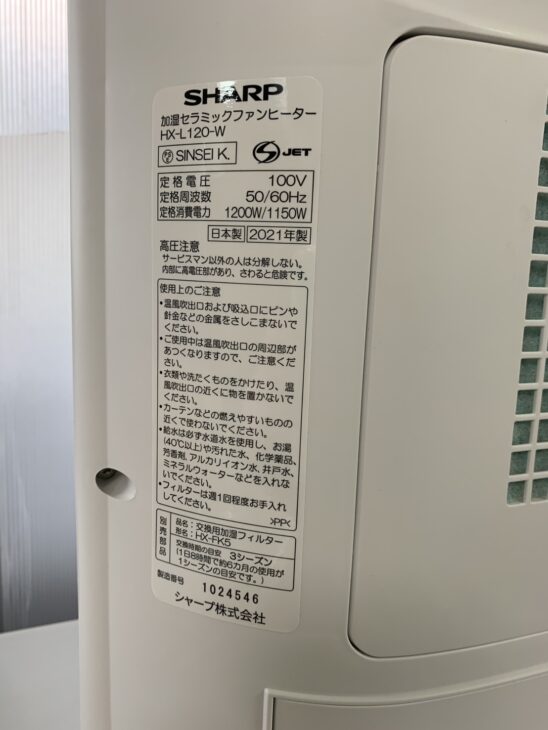 SHARP
加湿セラミックファンヒーター
HX-L120-W
SINSEI K.
JET
定格電圧 100V
定格周波数 50/60Hz
定格消費電力 1200W/1150W
日本製 2021年製
高圧注意
サービスマン以外の人は分解しない。
内部に高電圧部があり、さわると危険です。
使用上のご注意
•温風吹出口および吸込口にピンや
針金などの金属をさしこまないで
ください。
•ご使用中は温風吹出口の周辺部が
あつくなりますので、ご注意くだ
さい。
•衣類や洗たくものをかけたり、温
風吹出口の近くに物を置かないで
ください。
•カーテンなどの燃えやすいものの
近くで使わないでください。
•給水は必ず水道水を使用し、お湯
(40℃以上)や汚れた水、化学薬品、
芳香剤、アルカリイオン水、井戸水、
ミネラルウォーターなどを入れな
いでください。
•フィルターは週1回程度お手入れ
してください。
>PP<
別売部品
品名:交換用加湿フィルター
形名:HX-FK5
交換時期の目安 3シーズン
(1日8時間で約6カ月の使用が
1シーズンの目安です。)
製造番号 1024546
シャープ株式会社